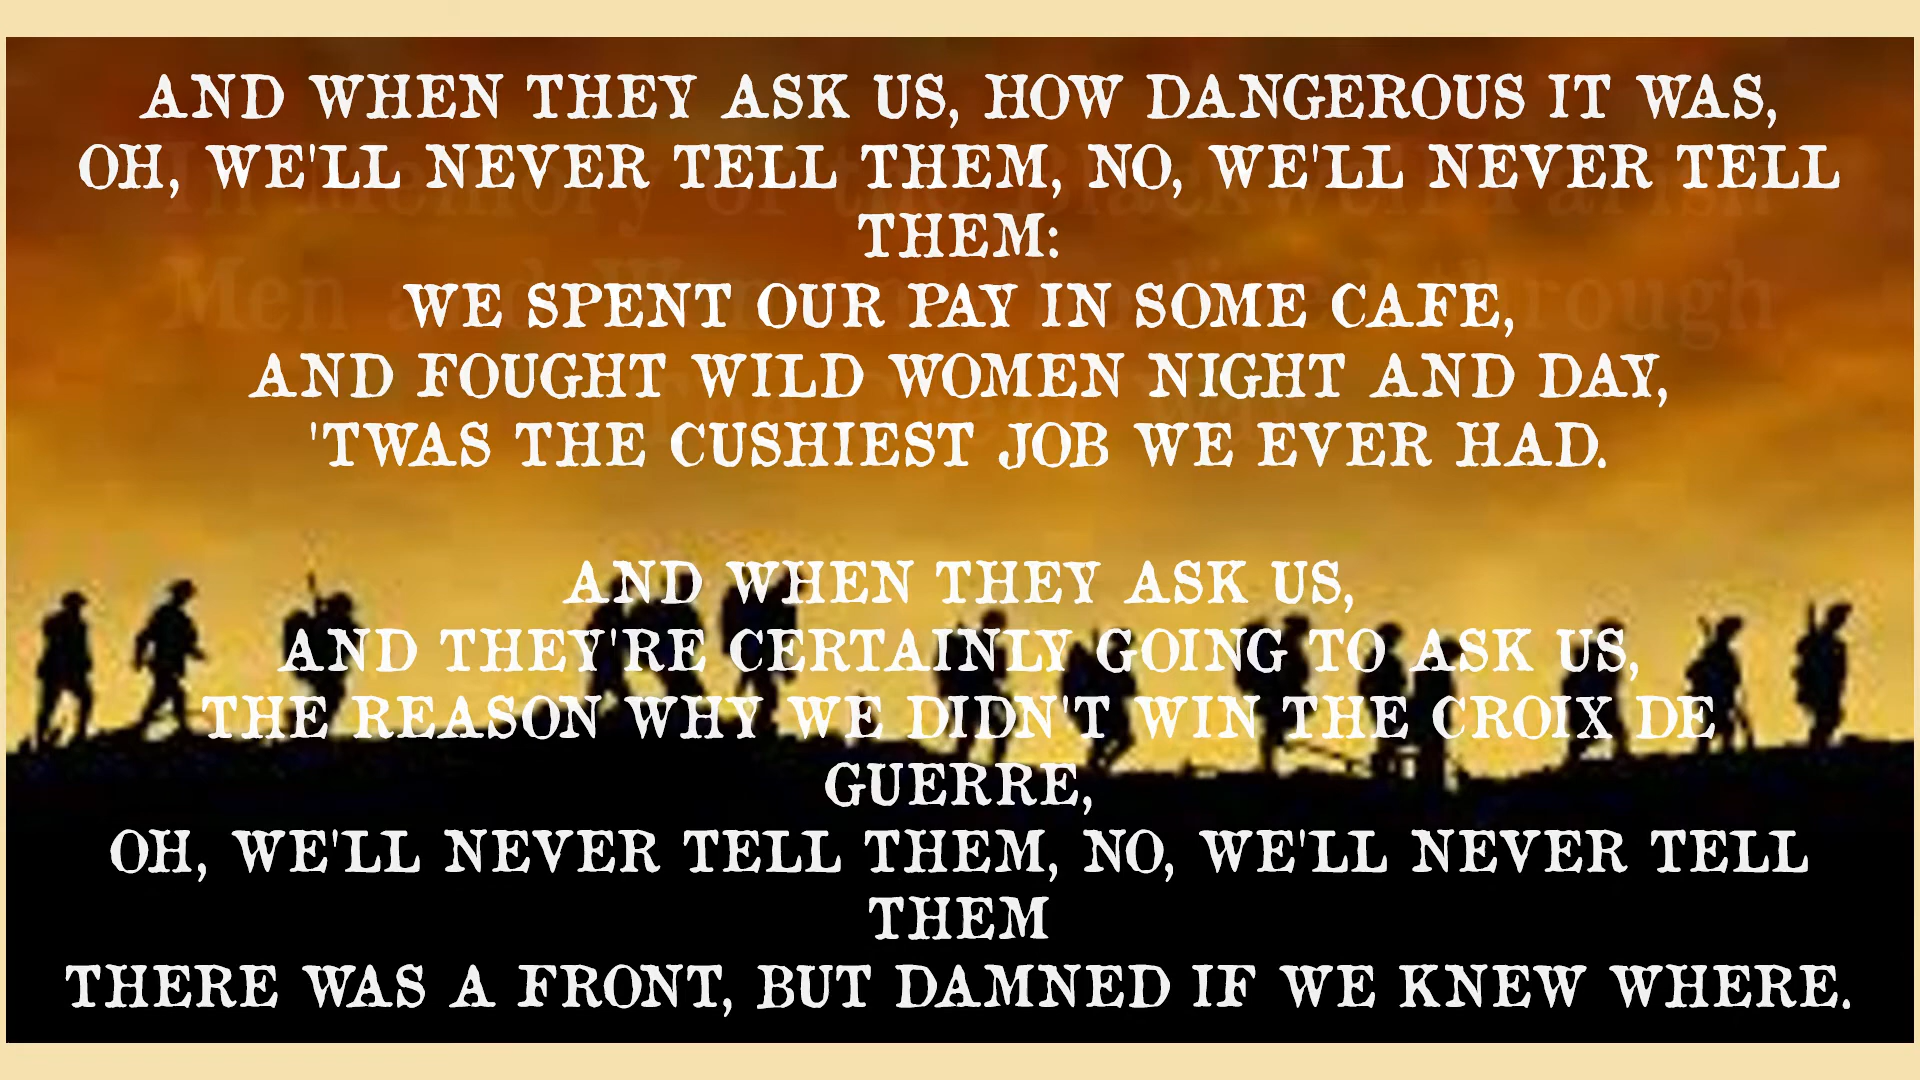 AND WHEN THEY ASK US, HOW DANGEROUS IT WAS,
OH, WE'LL NEVER TELL THEM, NO, WE'LL NEVER TELL
THEM:
WE SPENT OUR PAY IN SOME CAFE,
AND FOUGHT WILD WOMEN NIGHT AND DAY,
'TWAS THE CUSHIEST JOB WE EVER HAD.
AND WHEN THEY ASK US,
AND THEY'RE CERTAINLY GOING TO ASK US,
THE REASON WHY WE DIDN'T WIN THE CROIX DE
GUERRE,
OH, WE'LL NEVER TELL THEM, NO, WE'LL NEVER TELL
THEM
THERE WAS A FRONT, BUT DAMNED IF WE KNEW WHERE.